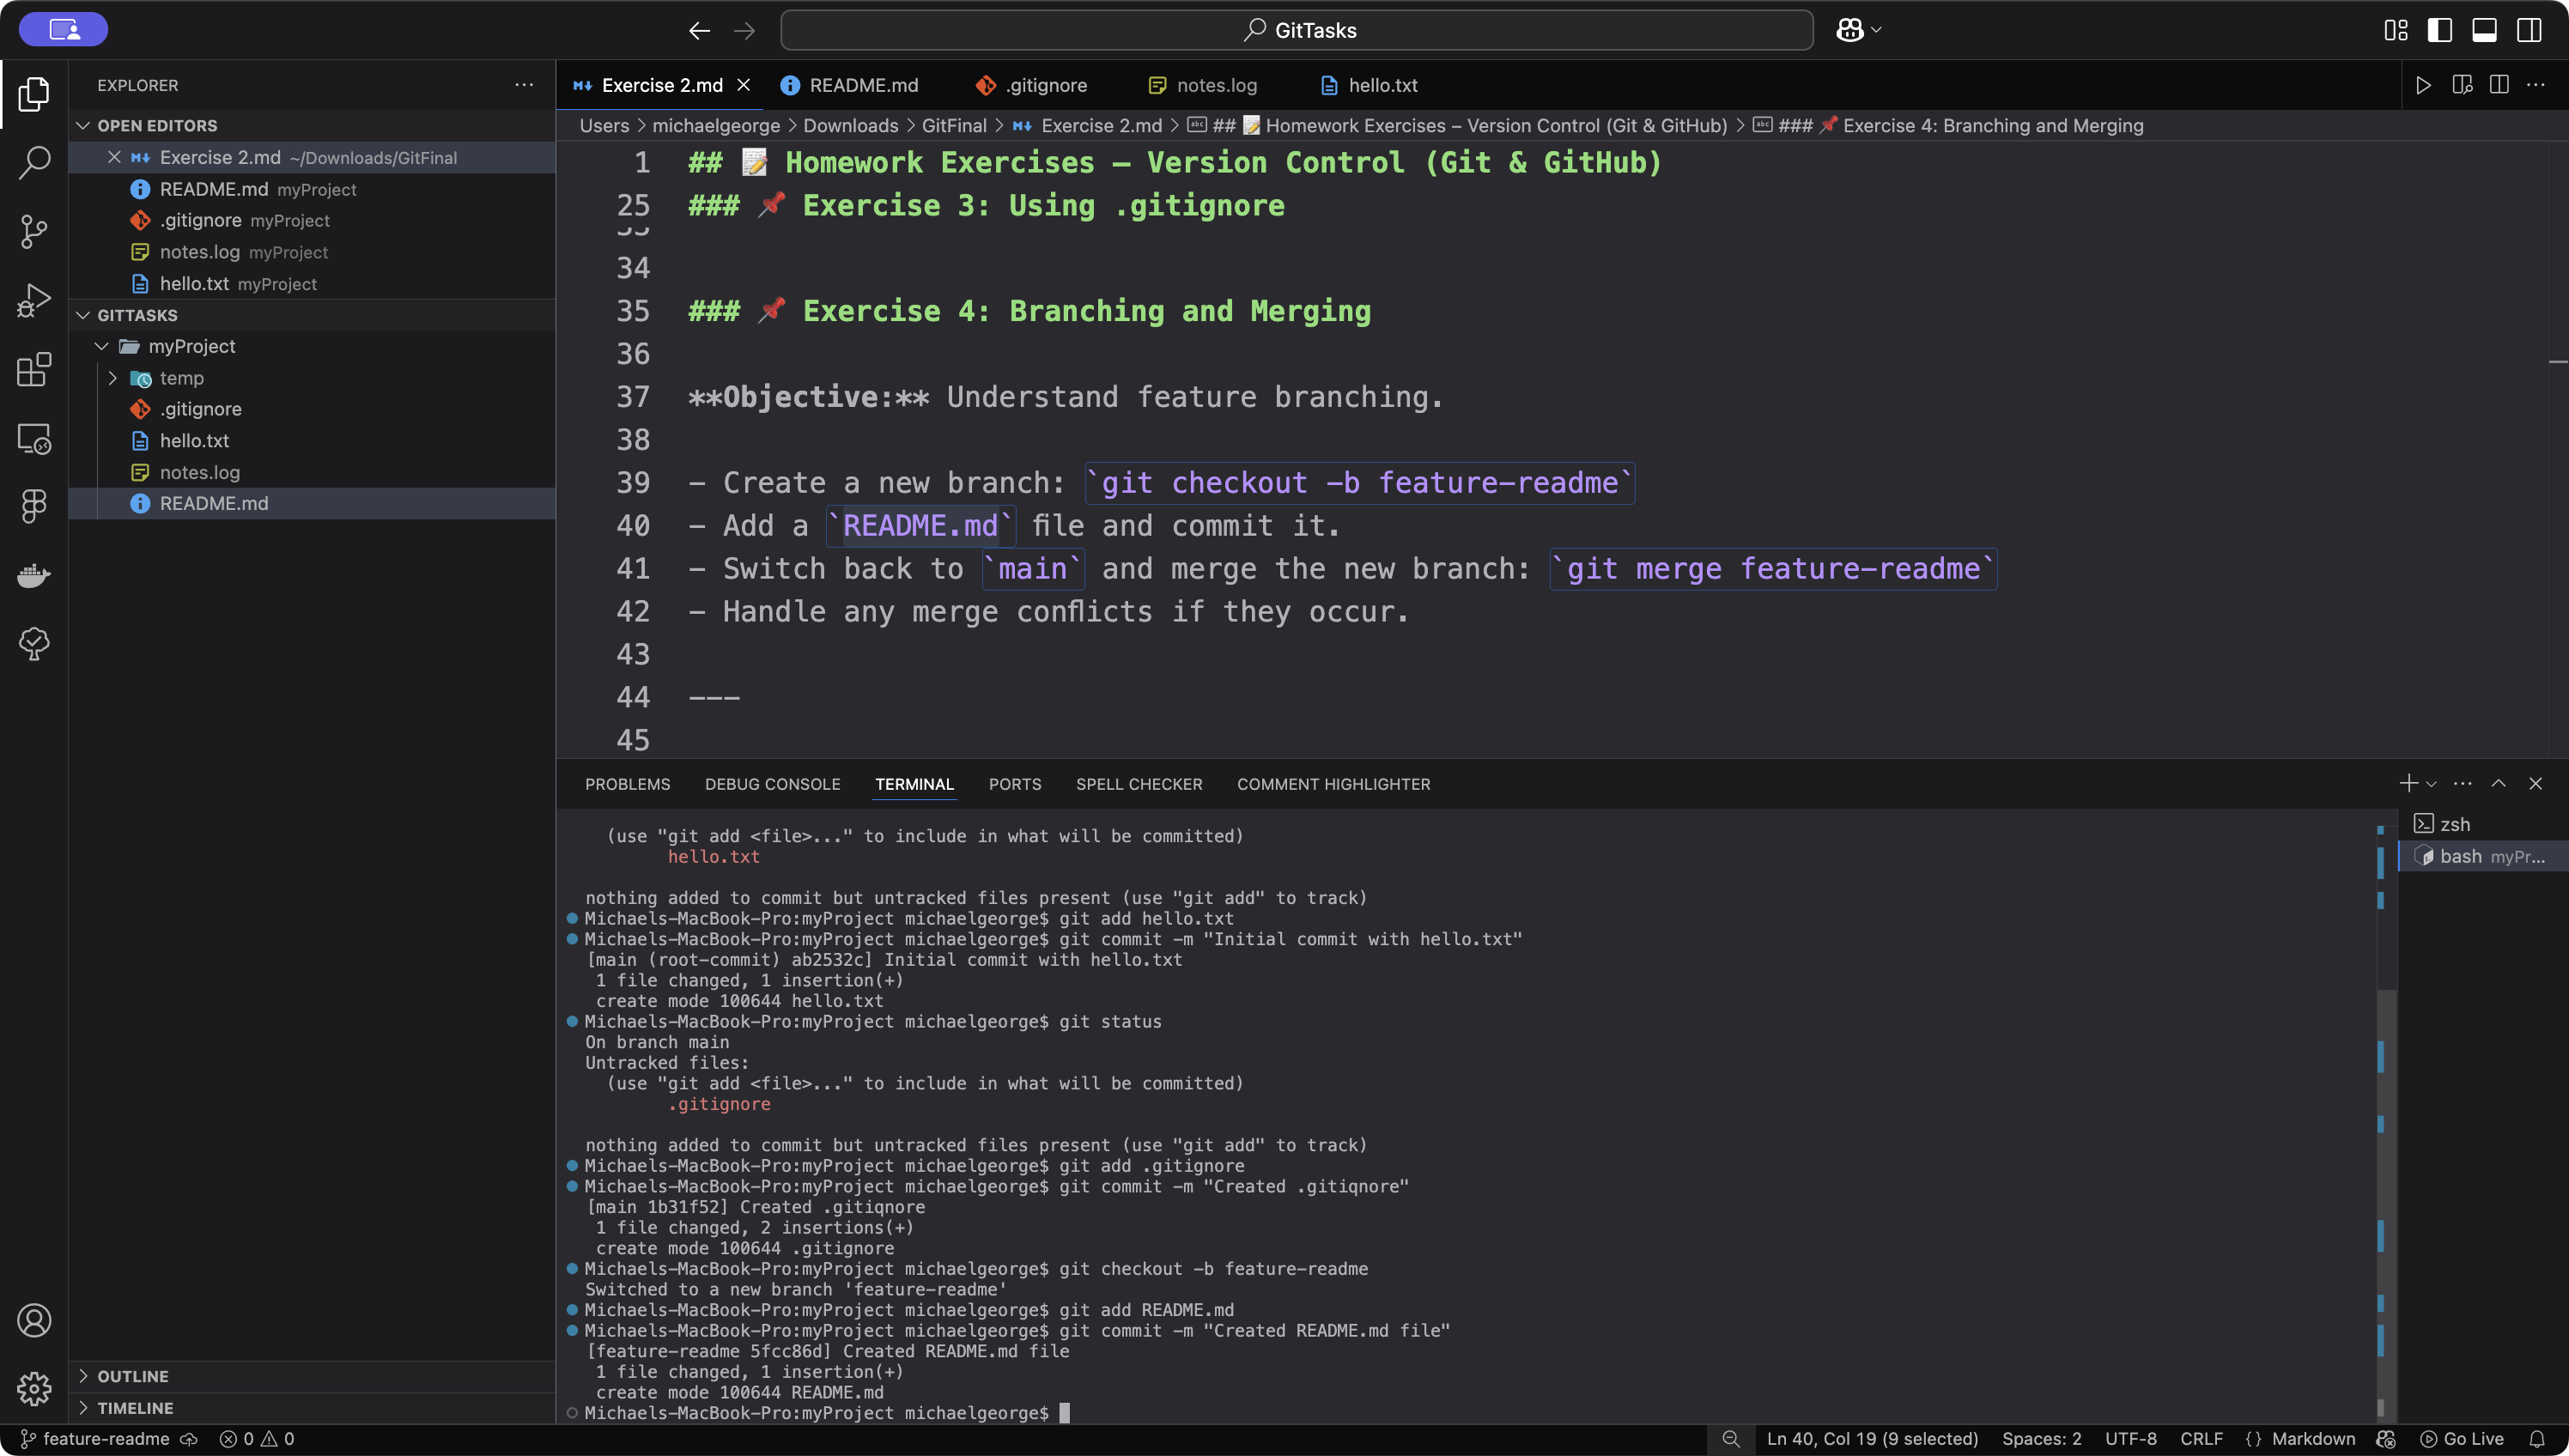 GitTasks
EXPLORER
OPEN EDITORS
Exercise 2.md ~/Downloads/GitFinal
README.md myProject
.gitignore myProject
notes.log myProject
hello.txt myProject
GITTASKS
myProject
temp
.gitignore
hello.txt
notes.log
README.md
OUTLINE
TIMELINE
Exercise 2.md
README.md
.gitignore
notes.log
hello.txt
Users > michaelgeorge > Downloads > GitFinal > Exercise 2.md > ## 📝 Homework Exercises – Version Control (Git & GitHub) > ### 📌 Exercise 4: Branching and Merging
1 ## 📝 Homework Exercises – Version Control (Git & GitHub)
25 ### 📌 Exercise 3: Using .gitignore
33
34
35 ### 📌 Exercise 4: Branching and Merging
36
37 **Objective:** Understand feature branching.
38
39 - Create a new branch: `git checkout -b feature-readme`
40 - Add a `README.md` file and commit it.
41 - Switch back to `main` and merge the new branch: `git merge feature-readme`
42 - Handle any merge conflicts if they occur.
43
44 ---
45
PROBLEMS DEBUG CONSOLE TERMINAL PORTS SPELL CHECKER COMMENT HIGHLIGHTER
(use "git add <file>..." to include in what will be committed)
hello.txt
nothing added to commit but untracked files present (use "git add" to track)
Michaels-MacBook-Pro:myProject michaelgeorge$ git add hello.txt
Michaels-MacBook-Pro:myProject michaelgeorge$ git commit -m "Initial commit with hello.txt"
[main (root-commit) ab2532c] Initial commit with hello.txt
1 file changed, 1 insertion(+)
create mode 100644 hello.txt
Michaels-MacBook-Pro:myProject michaelgeorge$ git status
On branch main
Untracked files:
(use "git add <file>..." to include in what will be committed)
.gitignore
nothing added to commit but untracked files present (use "git add" to track)
Michaels-MacBook-Pro:myProject michaelgeorge$ git add .gitignore
Michaels-MacBook-Pro:myProject michaelgeorge$ git commit -m "Created .gitiqnore"
[main 1b31f52] Created .gitiqnore
1 file changed, 2 insertions(+)
create mode 100644 .gitignore
Michaels-MacBook-Pro:myProject michaelgeorge$ git checkout -b feature-readme
Switched to a new branch 'feature-readme'
Michaels-MacBook-Pro:myProject michaelgeorge$ git add README.md
Michaels-MacBook-Pro:myProject michaelgeorge$ git commit -m "Created README.md file"
[feature-readme 5fcc86d] Created README.md file
1 file changed, 1 insertion(+)
create mode 100644 README.md
Michaels-MacBook-Pro:myProject michaelgeorge$
zsh
bash myPr...
feature-readme 0 0
Ln 40, Col 19 (9 selected) Spaces: 2 UTF-8 CRLF {} Markdown Go Live